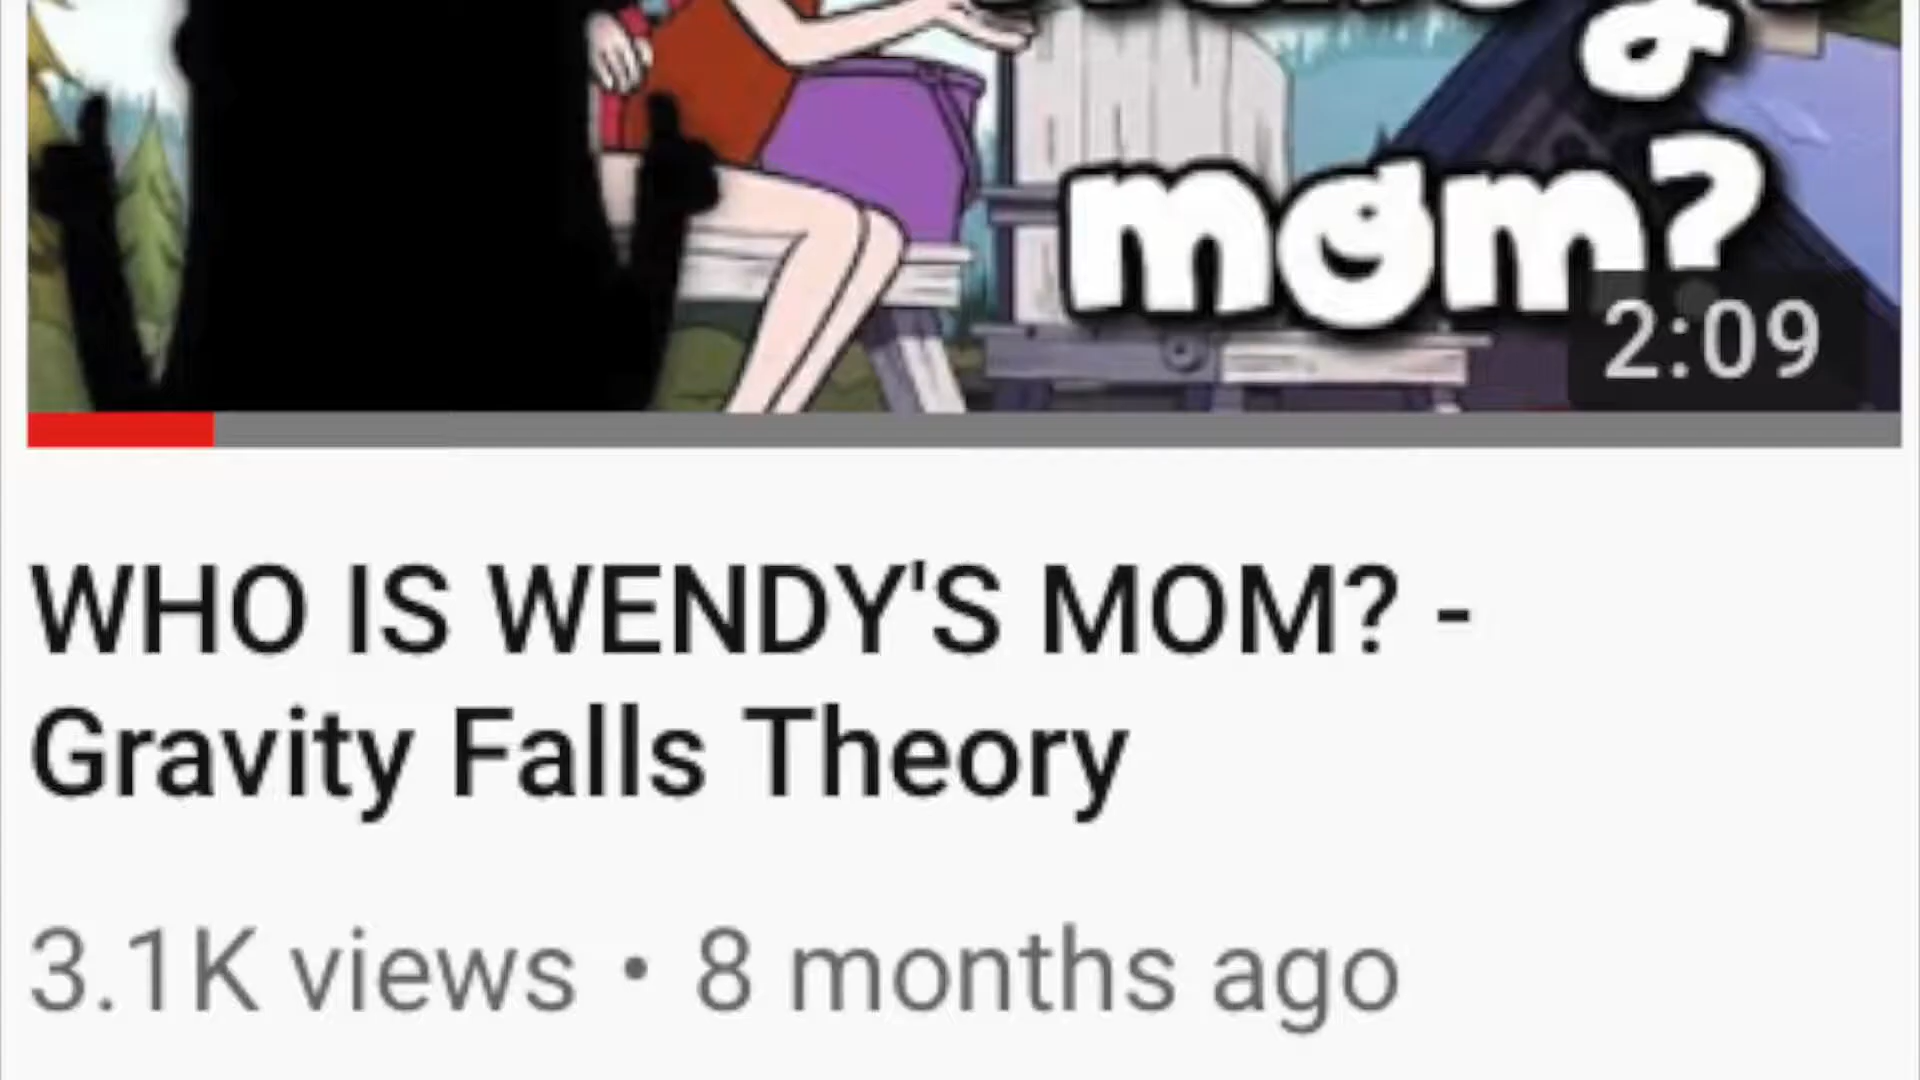 mom?
2:09
WHO IS WENDY'S MOM? -
Gravity Falls Theory
3.1K views • 8 months ago